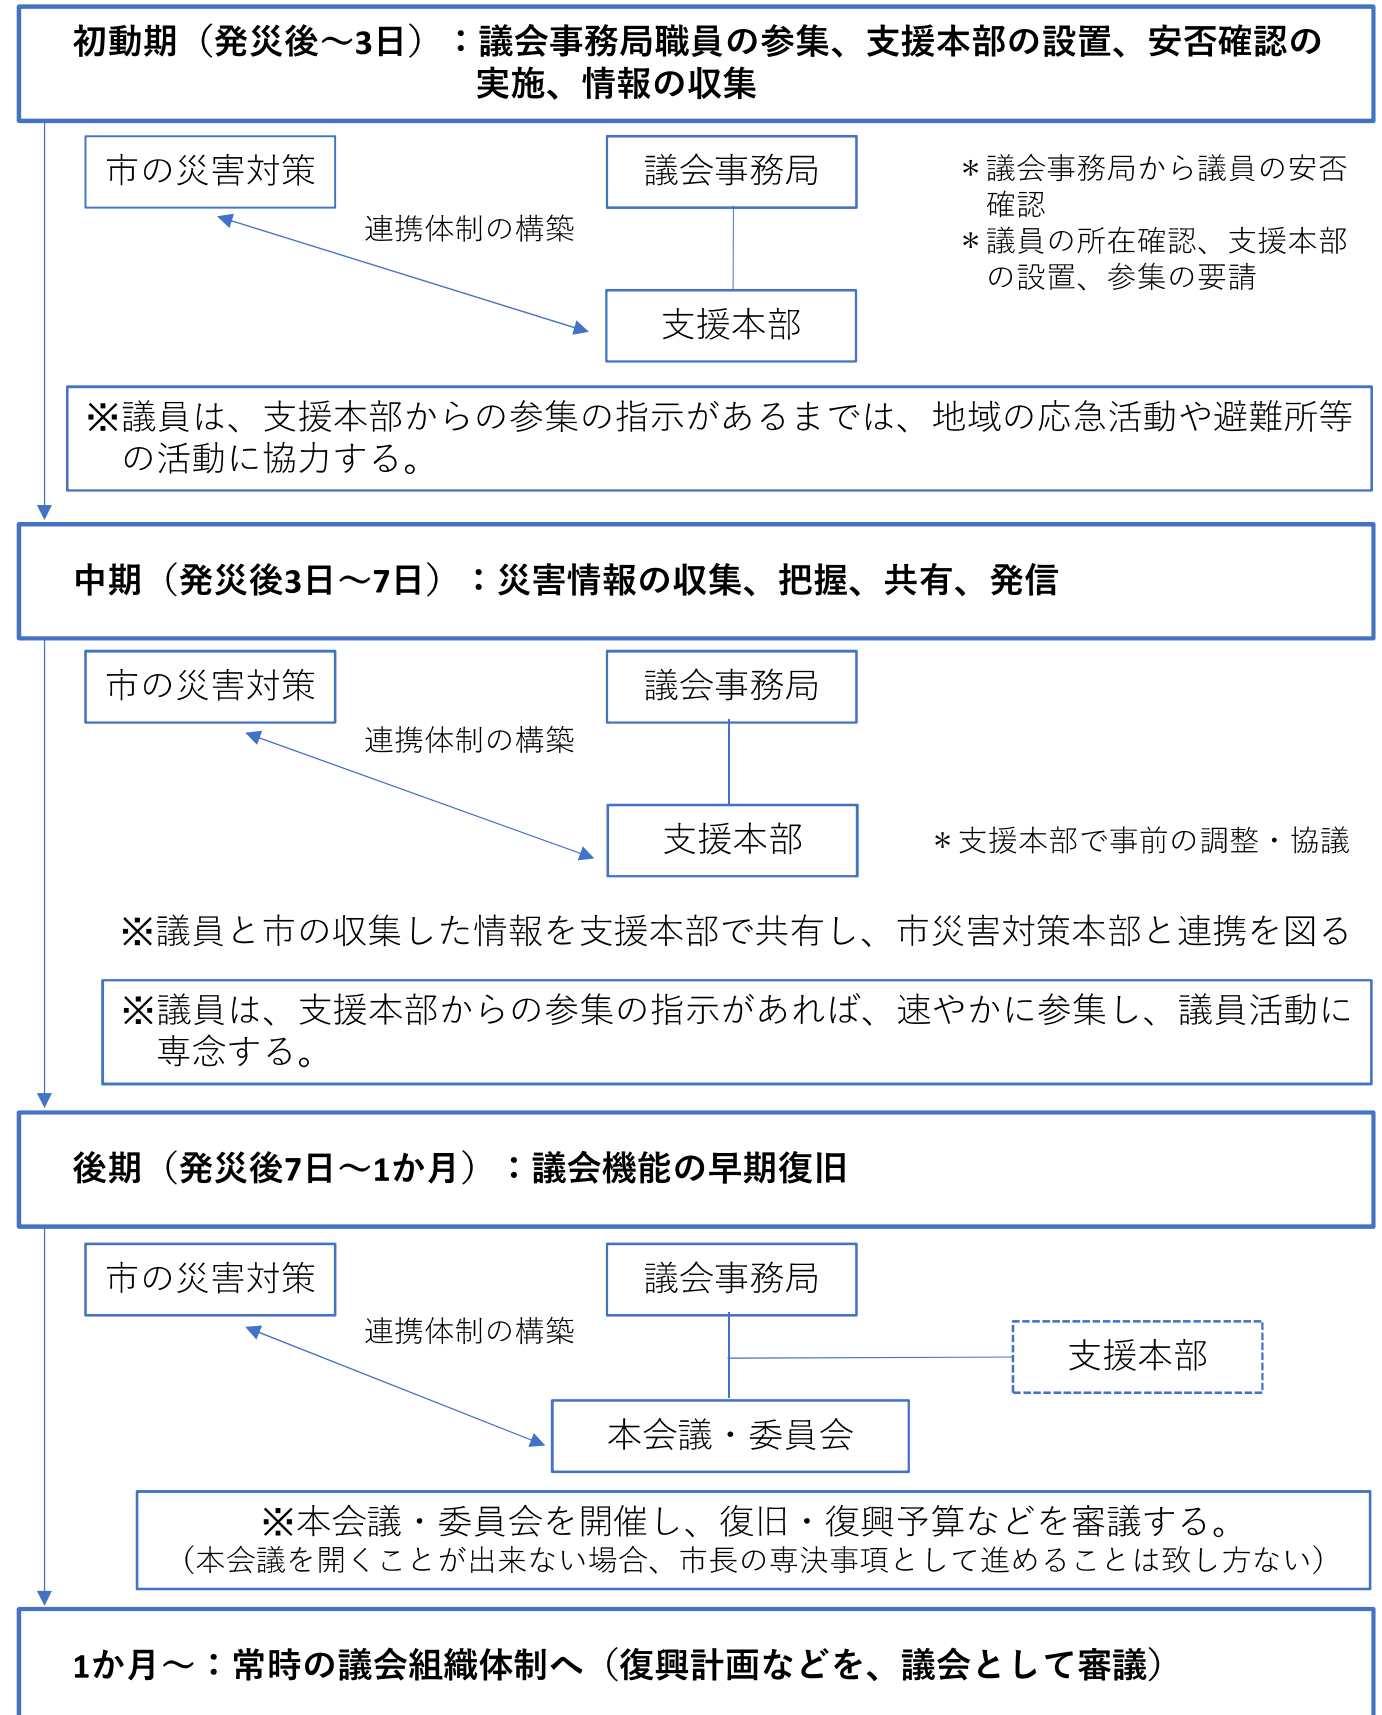 初動期（発災後～3日）：議会事務局職員の参集、支援本部の設置、安否確認の
実施、情報の収集
市の災害対策
議会事務局
連携体制の構築
支援本部
＊議会事務局から議員の安否
確認
＊議員の所在確認、支援本部
の設置、参集の要請
※議員は、支援本部からの参集の指示があるまでは、地域の応急活動や避難所等
の活動に協力する。
中期（発災後3日～7日）：災害情報の収集、把握、共有、発信
市の災害対策
議会事務局
連携体制の構築
支援本部
＊支援本部で事前の調整・協議
※議員と市の収集した情報を支援本部で共有し、市災害対策本部と連携を図る
※議員は、支援本部からの参集の指示があれば、速やかに参集し、議員活動に
専念する。
後期（発災後7日～1か月）：議会機能の早期復旧
市の災害対策
議会事務局
連携体制の構築
支援本部
本会議・委員会
※本会議・委員会を開催し、復旧・復興予算などを審議する。
（本会議を開くことが出来ない場合、市長の専決事項として進めることは致し方ない）
1か月～：常時の議会組織体制へ（復興計画などを、議会として審議）